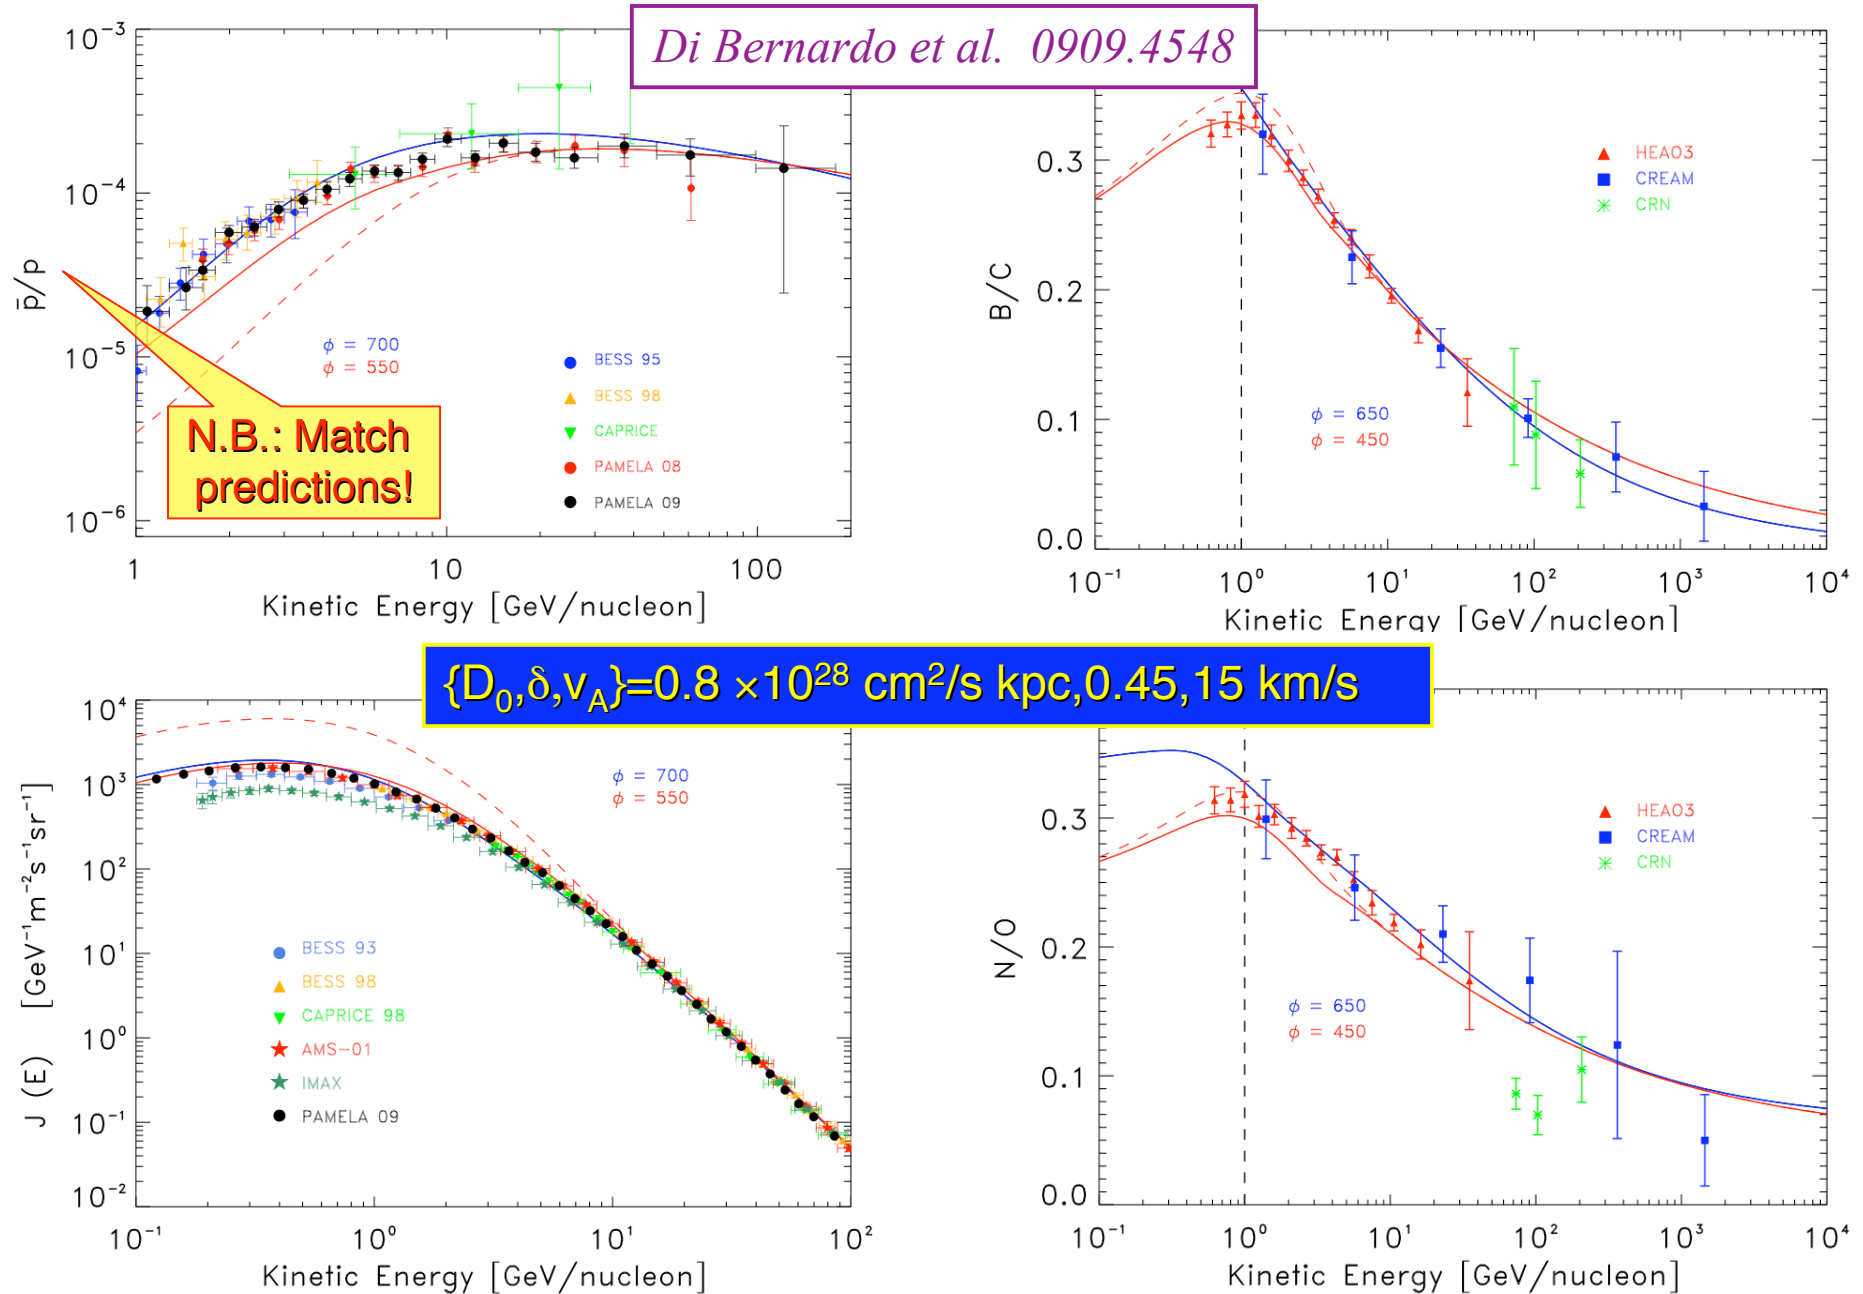 Di Bernardo et al. 0909.4548
10⁻³
10⁻⁴
10⁻⁵
10⁻⁶
p̄/p
1
10
100
Kinetic Energy [GeV/nucleon]
ϕ = 700
ϕ = 550
BESS 95
BESS 98
CAPRICE
PAMELA 08
PAMELA 09
N.B.: Match
predictions!
B/C
0.3
0.2
0.1
0.0
10⁻¹
10⁰
10¹
10²
10³
10⁴
Kinetic Energy [GeV/nucleon]
HEAO3
CREAM
CRN
ϕ = 650
ϕ = 450
{D₀,δ,v_A}=0.8 ×10²⁸ cm²/s kpc,0.45,15 km/s
10⁴
10³
10²
10¹
10⁰
10⁻¹
10⁻²
J (E) [GeV⁻¹m⁻²s⁻¹sr⁻¹]
10⁻¹
10⁰
10¹
10²
Kinetic Energy [GeV/nucleon]
ϕ = 700
ϕ = 550
BESS 93
BESS 98
CAPRICE 98
AMS-01
IMAX
PAMELA 09
N/O
0.3
0.2
0.1
0.0
10⁻¹
10⁰
10¹
10²
10³
10⁴
Kinetic Energy [GeV/nucleon]
HEAO3
CREAM
CRN
ϕ = 650
ϕ = 450